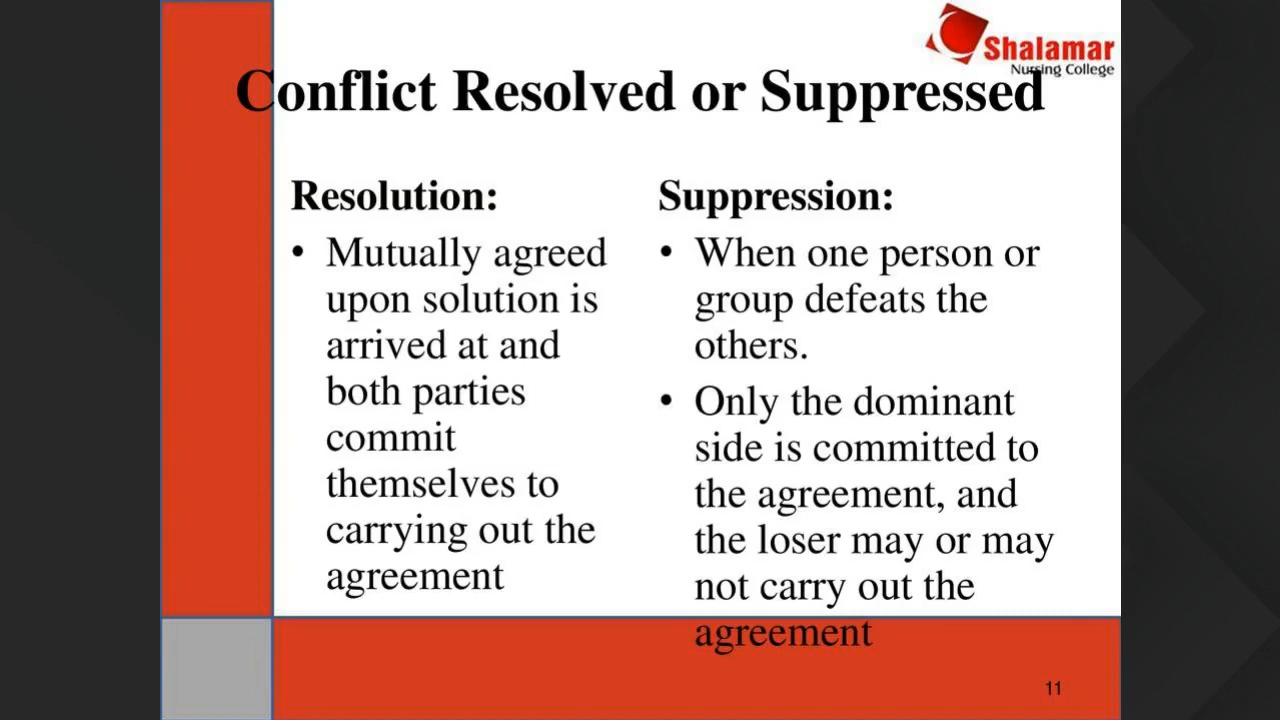 Shalamar
Nursing College
Conflict Resolved or Suppressed
Resolution:
• Mutually agreed
upon solution is
arrived at and
both parties
commit
themselves to
carrying out the
agreement
Suppression:
• When one person or
group defeats the
others.
• Only the dominant
side is committed to
the agreement, and
the loser may or may
not carry out the
agreement
11